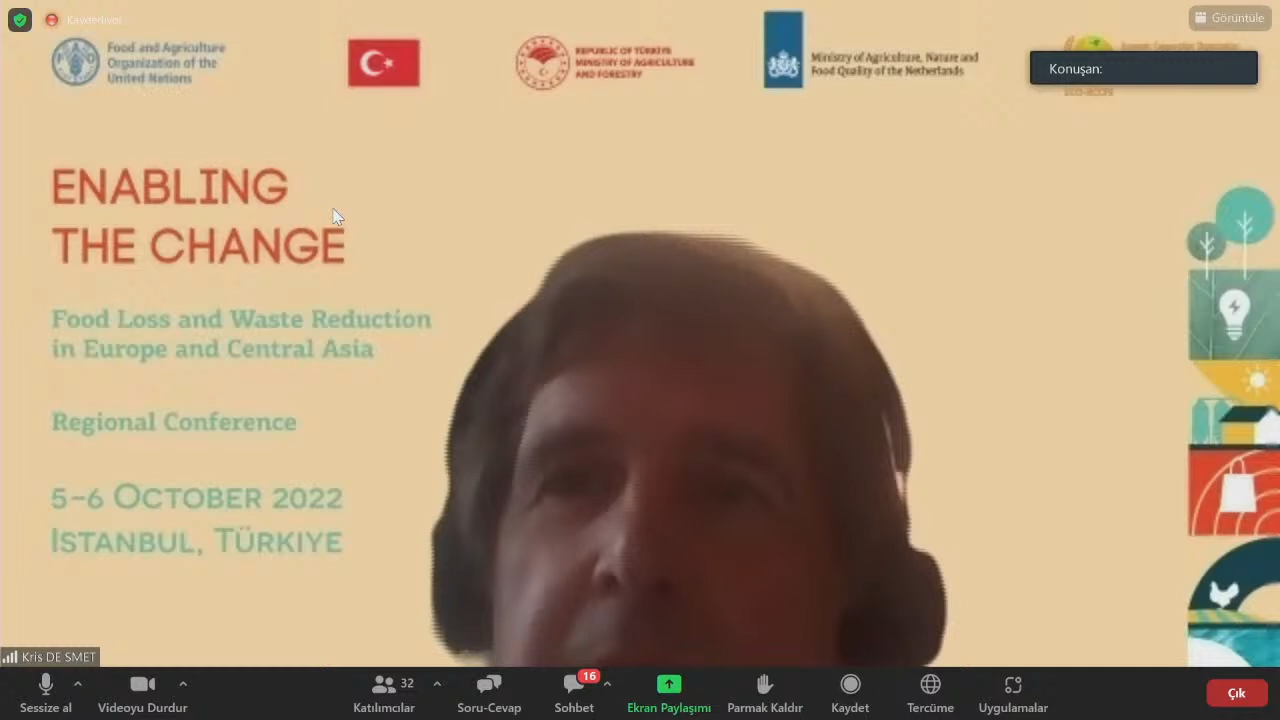 Kaydediliyor
Görüntüle
Food and Agriculture
Organization of the
United Nations
REPUBLIC OF TÜRKİYE
MINISTRY OF AGRICULTURE
AND FORESTRY
Ministry of Agriculture, Nature and
Food Quality of the Netherlands
Konuşan:
ENABLING
THE CHANGE
Food Loss and Waste Reduction
in Europe and Central Asia
Regional Conference
5-6 OCTOBER 2022
ISTANBUL, TÜRKIYE
Kris DE SMET
Sessize al
Videoyu Durdur
32
Katılımcılar
Soru-Cevap
16
Sohbet
Ekran Paylaşımı
Parmak Kaldır
Kaydet
Tercüme
Uygulamalar
Çık